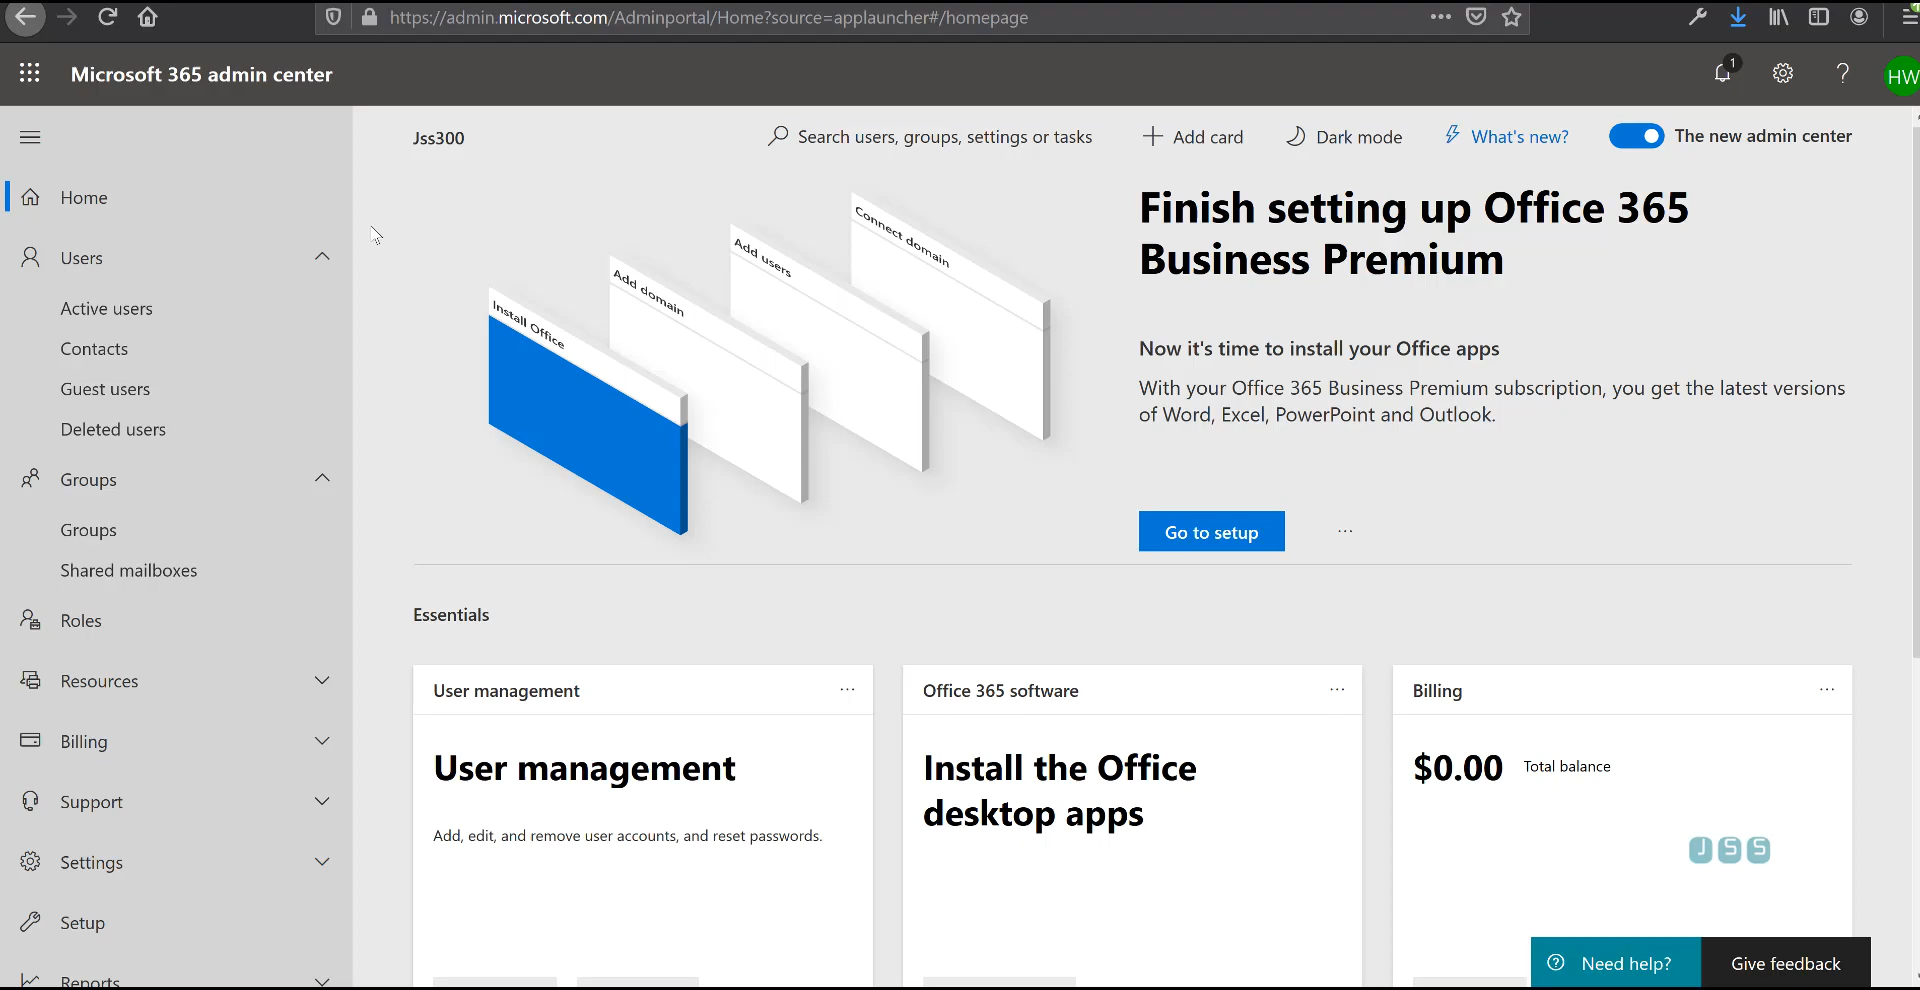 https://admin.microsoft.com/Adminportal/Home?source=applauncher#/homepage
Microsoft 365 admin center
1
HW
Jss300
Search users, groups, settings or tasks
Add card
Dark mode
What's new?
The new admin center
Home
Users
Active users
Contacts
Guest users
Deleted users
Groups
Groups
Shared mailboxes
Roles
Resources
Billing
Support
Settings
Setup
Reports
Install Office
Add domain
Add users
Connect domain
Finish setting up Office 365
Business Premium
Now it's time to install your Office apps
With your Office 365 Business Premium subscription, you get the latest versions
of Word, Excel, PowerPoint and Outlook.
Go to setup
Essentials
User management
User management
Add, edit, and remove user accounts, and reset passwords.
Office 365 software
Install the Office
desktop apps
Billing
$0.00 Total balance
JSS
Need help?
Give feedback